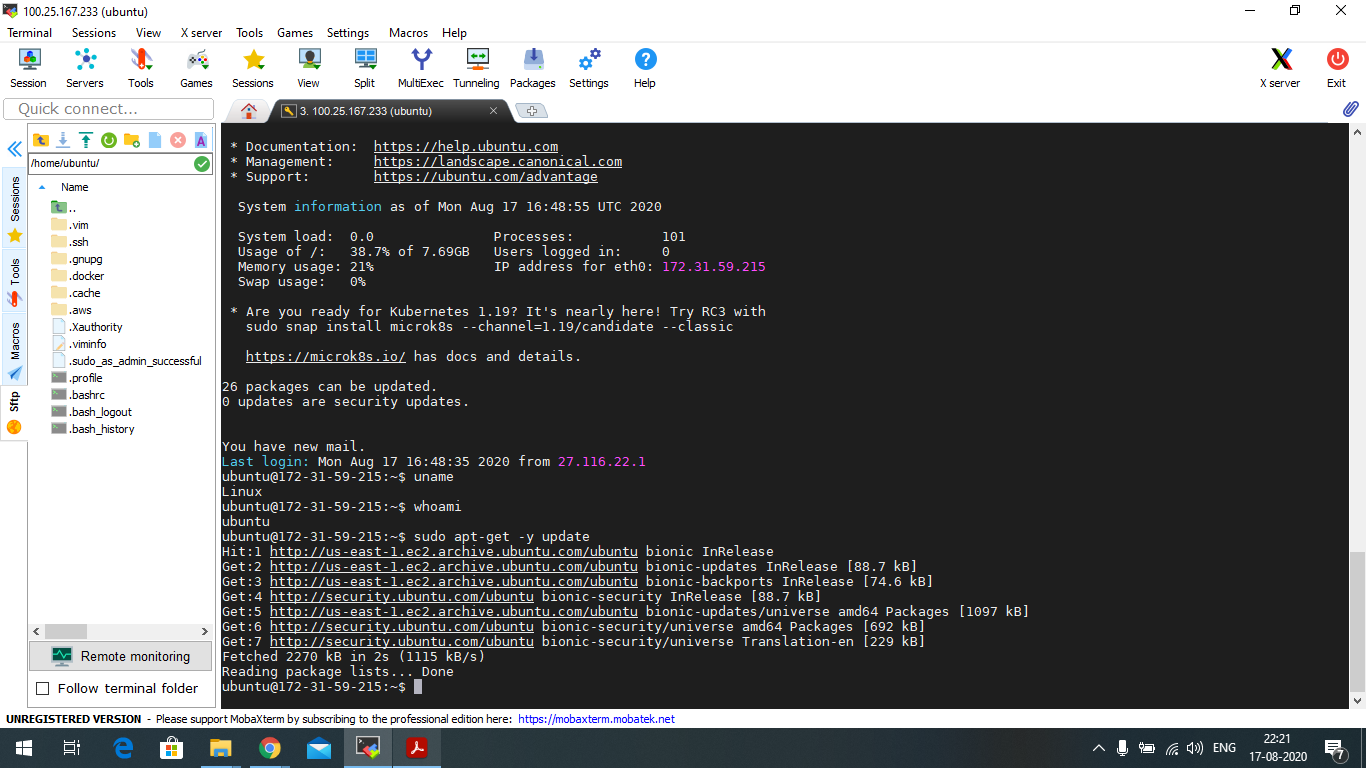 100.25.167.233 (ubuntu)
Terminal Sessions View X server Tools Games Settings Macros Help
Session Servers Tools Games Sessions View Split MultiExec Tunneling Packages Settings Help X server Exit
Quick connect...
3. 100.25.167.233 (ubuntu)
/home/ubuntu/
Name
..
.vim
.ssh
.gnupg
.docker
.cache
.aws
.Xauthority
.viminfo
.sudo_as_admin_successful
.profile
.bashrc
.bash_logout
.bash_history
Sessions
Tools
Macros
Sftp
Remote monitoring
Follow terminal folder
* Documentation: https://help.ubuntu.com
* Management: https://landscape.canonical.com
* Support: https://ubuntu.com/advantage
System information as of Mon Aug 17 16:48:55 UTC 2020
System load: 0.0 Processes: 101
Usage of /: 38.7% of 7.69GB Users logged in: 0
Memory usage: 21% IP address for eth0: 172.31.59.215
Swap usage: 0%
* Are you ready for Kubernetes 1.19? It's nearly here! Try RC3 with
sudo snap install microk8s --channel=1.19/candidate --classic
https://microk8s.io/ has docs and details.
26 packages can be updated.
0 updates are security updates.
You have new mail.
Last login: Mon Aug 17 16:48:35 2020 from 27.116.22.1
ubuntu@172-31-59-215:~$ uname
Linux
ubuntu@172-31-59-215:~$ whoami
ubuntu
ubuntu@172-31-59-215:~$ sudo apt-get -y update
Hit:1 http://us-east-1.ec2.archive.ubuntu.com/ubuntu bionic InRelease
Get:2 http://us-east-1.ec2.archive.ubuntu.com/ubuntu bionic-updates InRelease [88.7 kB]
Get:3 http://us-east-1.ec2.archive.ubuntu.com/ubuntu bionic-backports InRelease [74.6 kB]
Get:4 http://security.ubuntu.com/ubuntu bionic-security InRelease [88.7 kB]
Get:5 http://us-east-1.ec2.archive.ubuntu.com/ubuntu bionic-updates/universe amd64 Packages [1097 kB]
Get:6 http://security.ubuntu.com/ubuntu bionic-security/universe amd64 Packages [692 kB]
Get:7 http://security.ubuntu.com/ubuntu bionic-security/universe Translation-en [229 kB]
Fetched 2270 kB in 2s (1115 kB/s)
Reading package lists... Done
ubuntu@172-31-59-215:~$
UNREGISTERED VERSION - Please support MobaXterm by subscribing to the professional edition here: https://mobaxterm.mobatek.net
ENG
22:21
17-08-2020
7